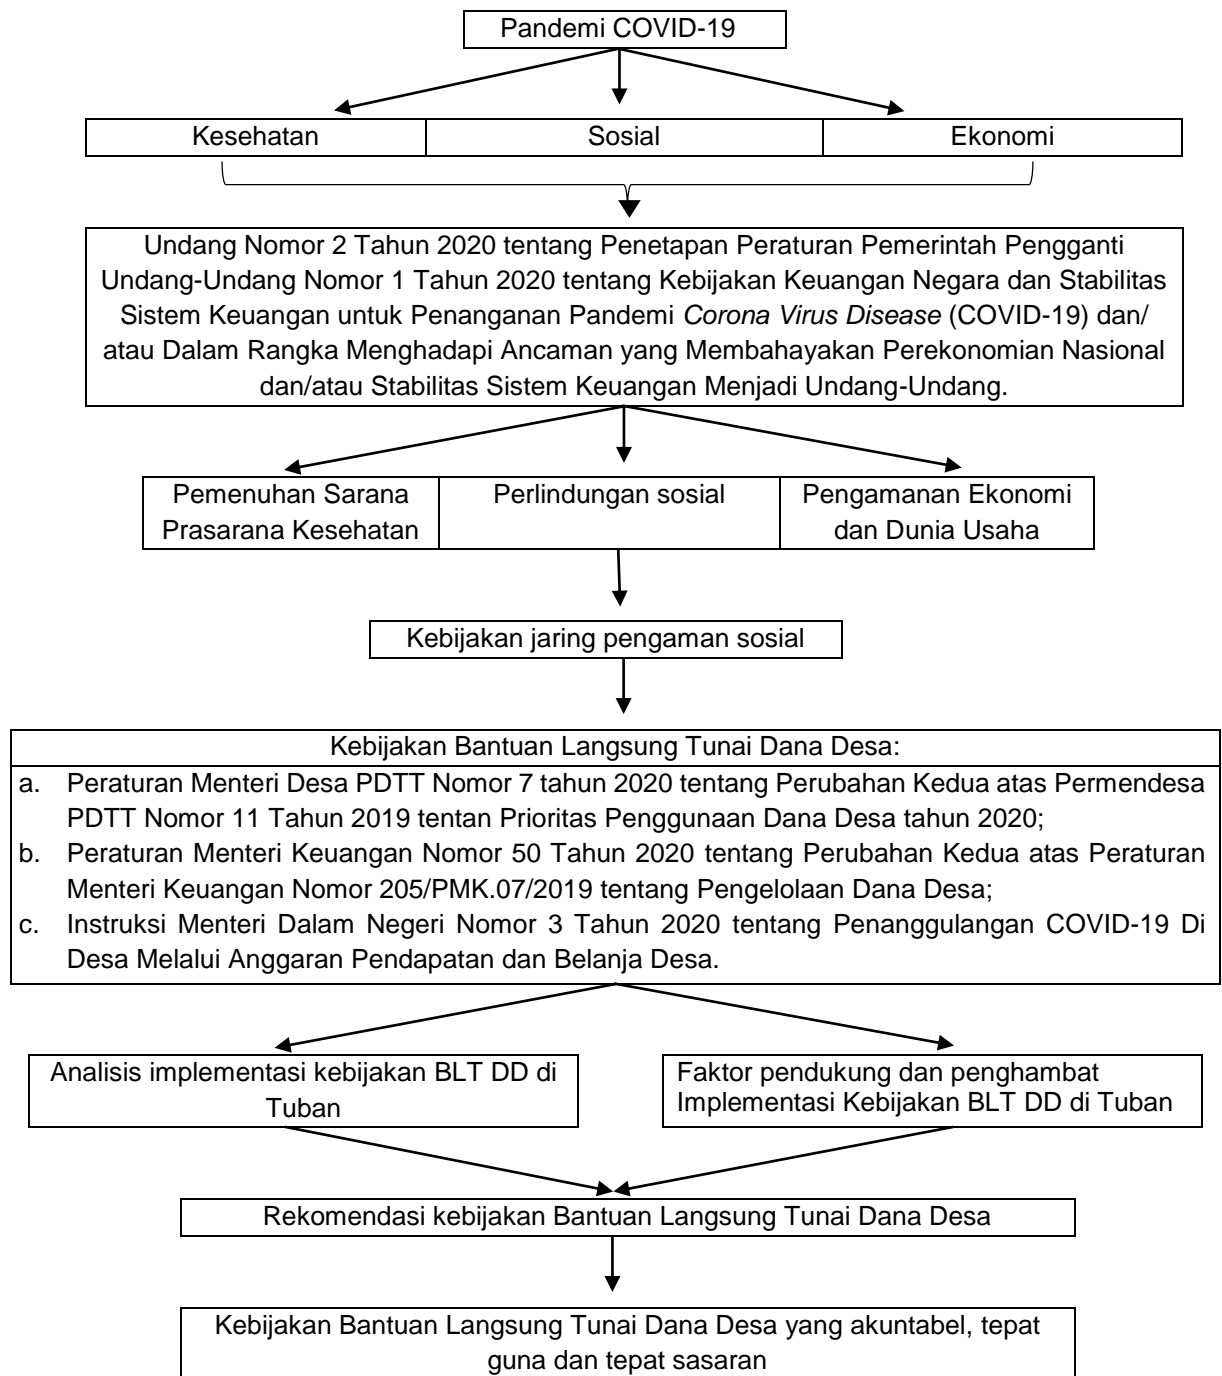 Pandemi COVID-19
Kesehatan
Sosial
Ekonomi
Undang Nomor 2 Tahun 2020 tentang Penetapan Peraturan Pemerintah Pengganti
Undang-Undang Nomor 1 Tahun 2020 tentang Kebijakan Keuangan Negara dan Stabilitas
Sistem Keuangan untuk Penanganan Pandemi Corona Virus Disease (COVID-19) dan/
atau Dalam Rangka Menghadapi Ancaman yang Membahayakan Perekonomian Nasional
dan/atau Stabilitas Sistem Keuangan Menjadi Undang-Undang.
Pemenuhan Sarana
Prasarana Kesehatan
Perlindungan sosial
Pengamanan Ekonomi
dan Dunia Usaha
Kebijakan jaring pengaman sosial
Kebijakan Bantuan Langsung Tunai Dana Desa:
a. Peraturan Menteri Desa PDTT Nomor 7 tahun 2020 tentang Perubahan Kedua atas Permendesa
PDTT Nomor 11 Tahun 2019 tentan Prioritas Penggunaan Dana Desa tahun 2020;
b. Peraturan Menteri Keuangan Nomor 50 Tahun 2020 tentang Perubahan Kedua atas Peraturan
Menteri Keuangan Nomor 205/PMK.07/2019 tentang Pengelolaan Dana Desa;
c. Instruksi Menteri Dalam Negeri Nomor 3 Tahun 2020 tentang Penanggulangan COVID-19 Di
Desa Melalui Anggaran Pendapatan dan Belanja Desa.
Analisis implementasi kebijakan BLT DD di
Tuban
Faktor pendukung dan penghambat
Implementasi Kebijakan BLT DD di Tuban
Rekomendasi kebijakan Bantuan Langsung Tunai Dana Desa
Kebijakan Bantuan Langsung Tunai Dana Desa yang akuntabel, tepat
guna dan tepat sasaran